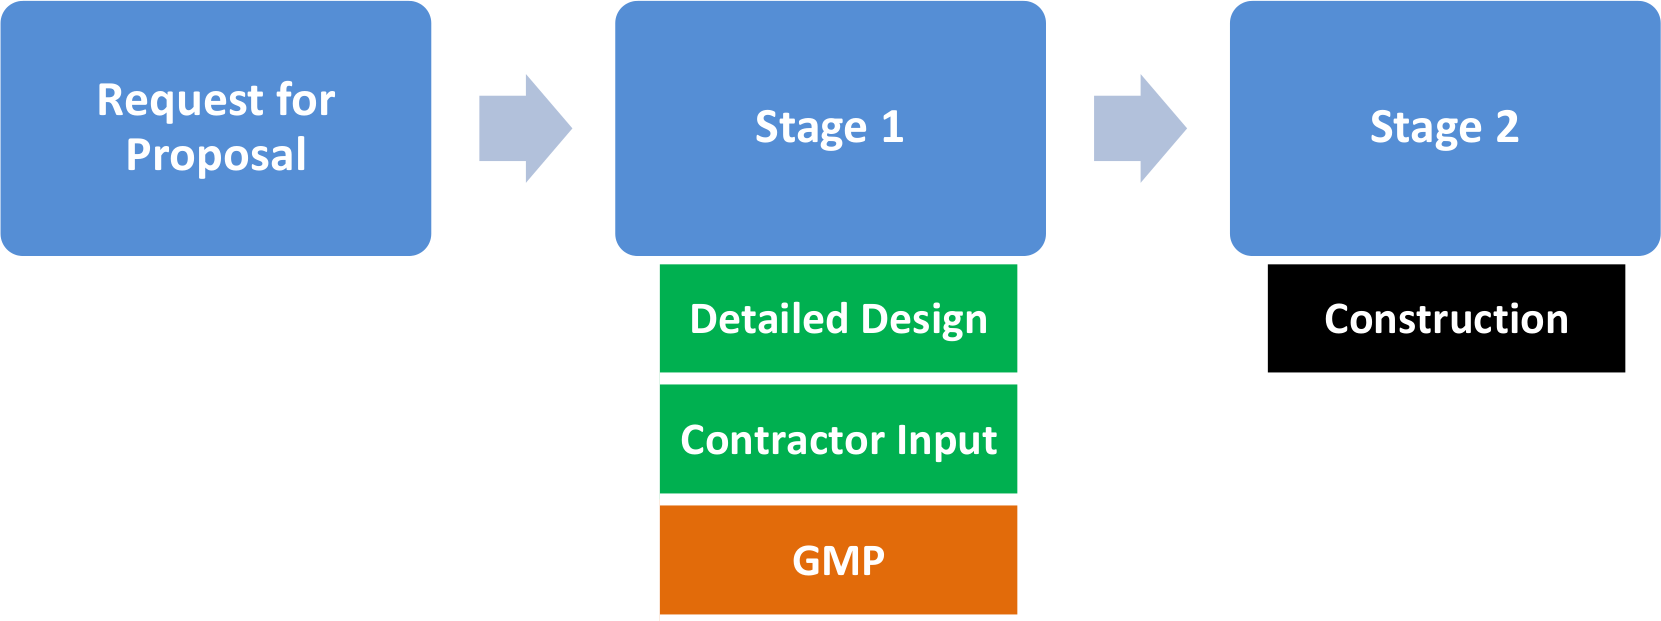 Request for
Proposal
Stage 1
Stage 2
Detailed Design
Contractor Input
GMP
Construction